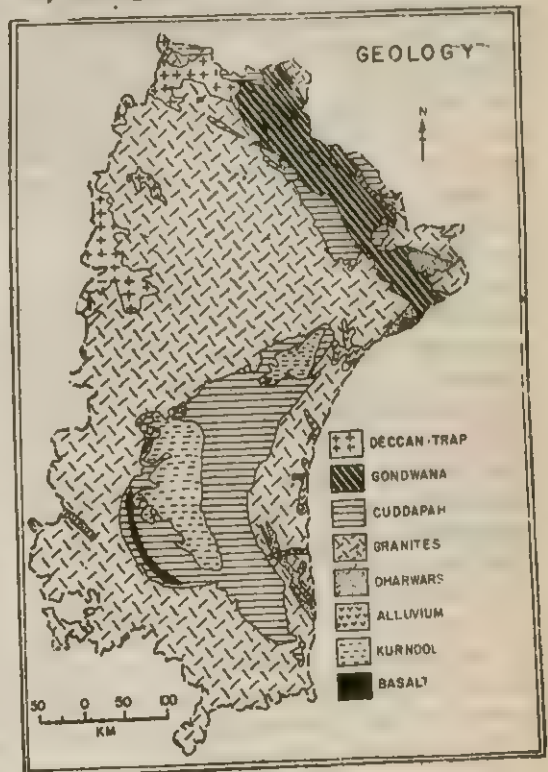 GEOLOGY
N
DECCAN-TRAP
GONDWANA
CUDDAPAH
GRANITES
DHARWARS
ALLUVIUM
KURNOOL
BASALT
50 0 50 100
KM